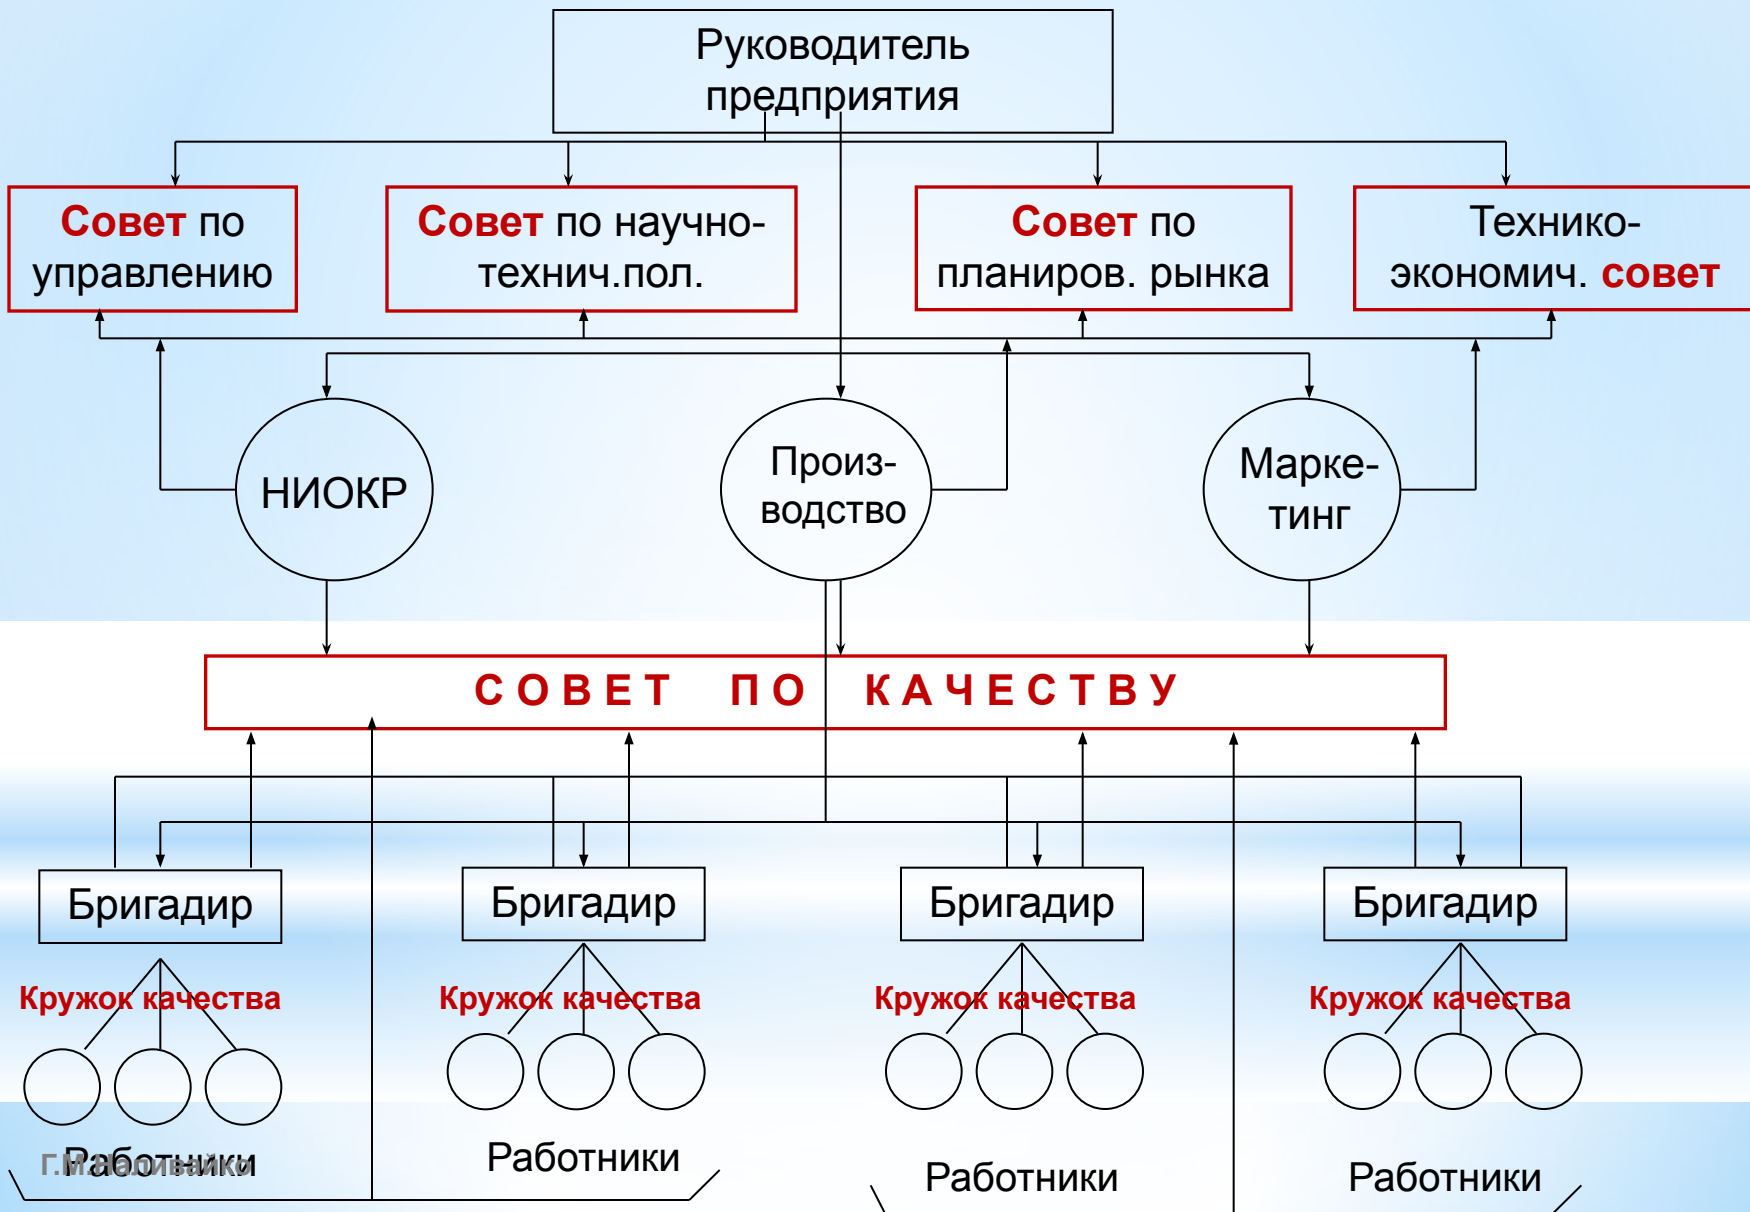 Руководитель
предприятия
Совет по
управлению
Совет по научно-
технич.пол.
Совет по
планиров. рынка
Технико-
экономич. совет
НИОКР
Произ-
водство
Марке-
тинг
СОВЕТ ПО КАЧЕСТВУ
Бригадир
Бригадир
Бригадир
Бригадир
Кружок качества
Кружок качества
Кружок качества
Кружок качества
Работники
Г.М.Наливайко
Работники
Работники
Работники